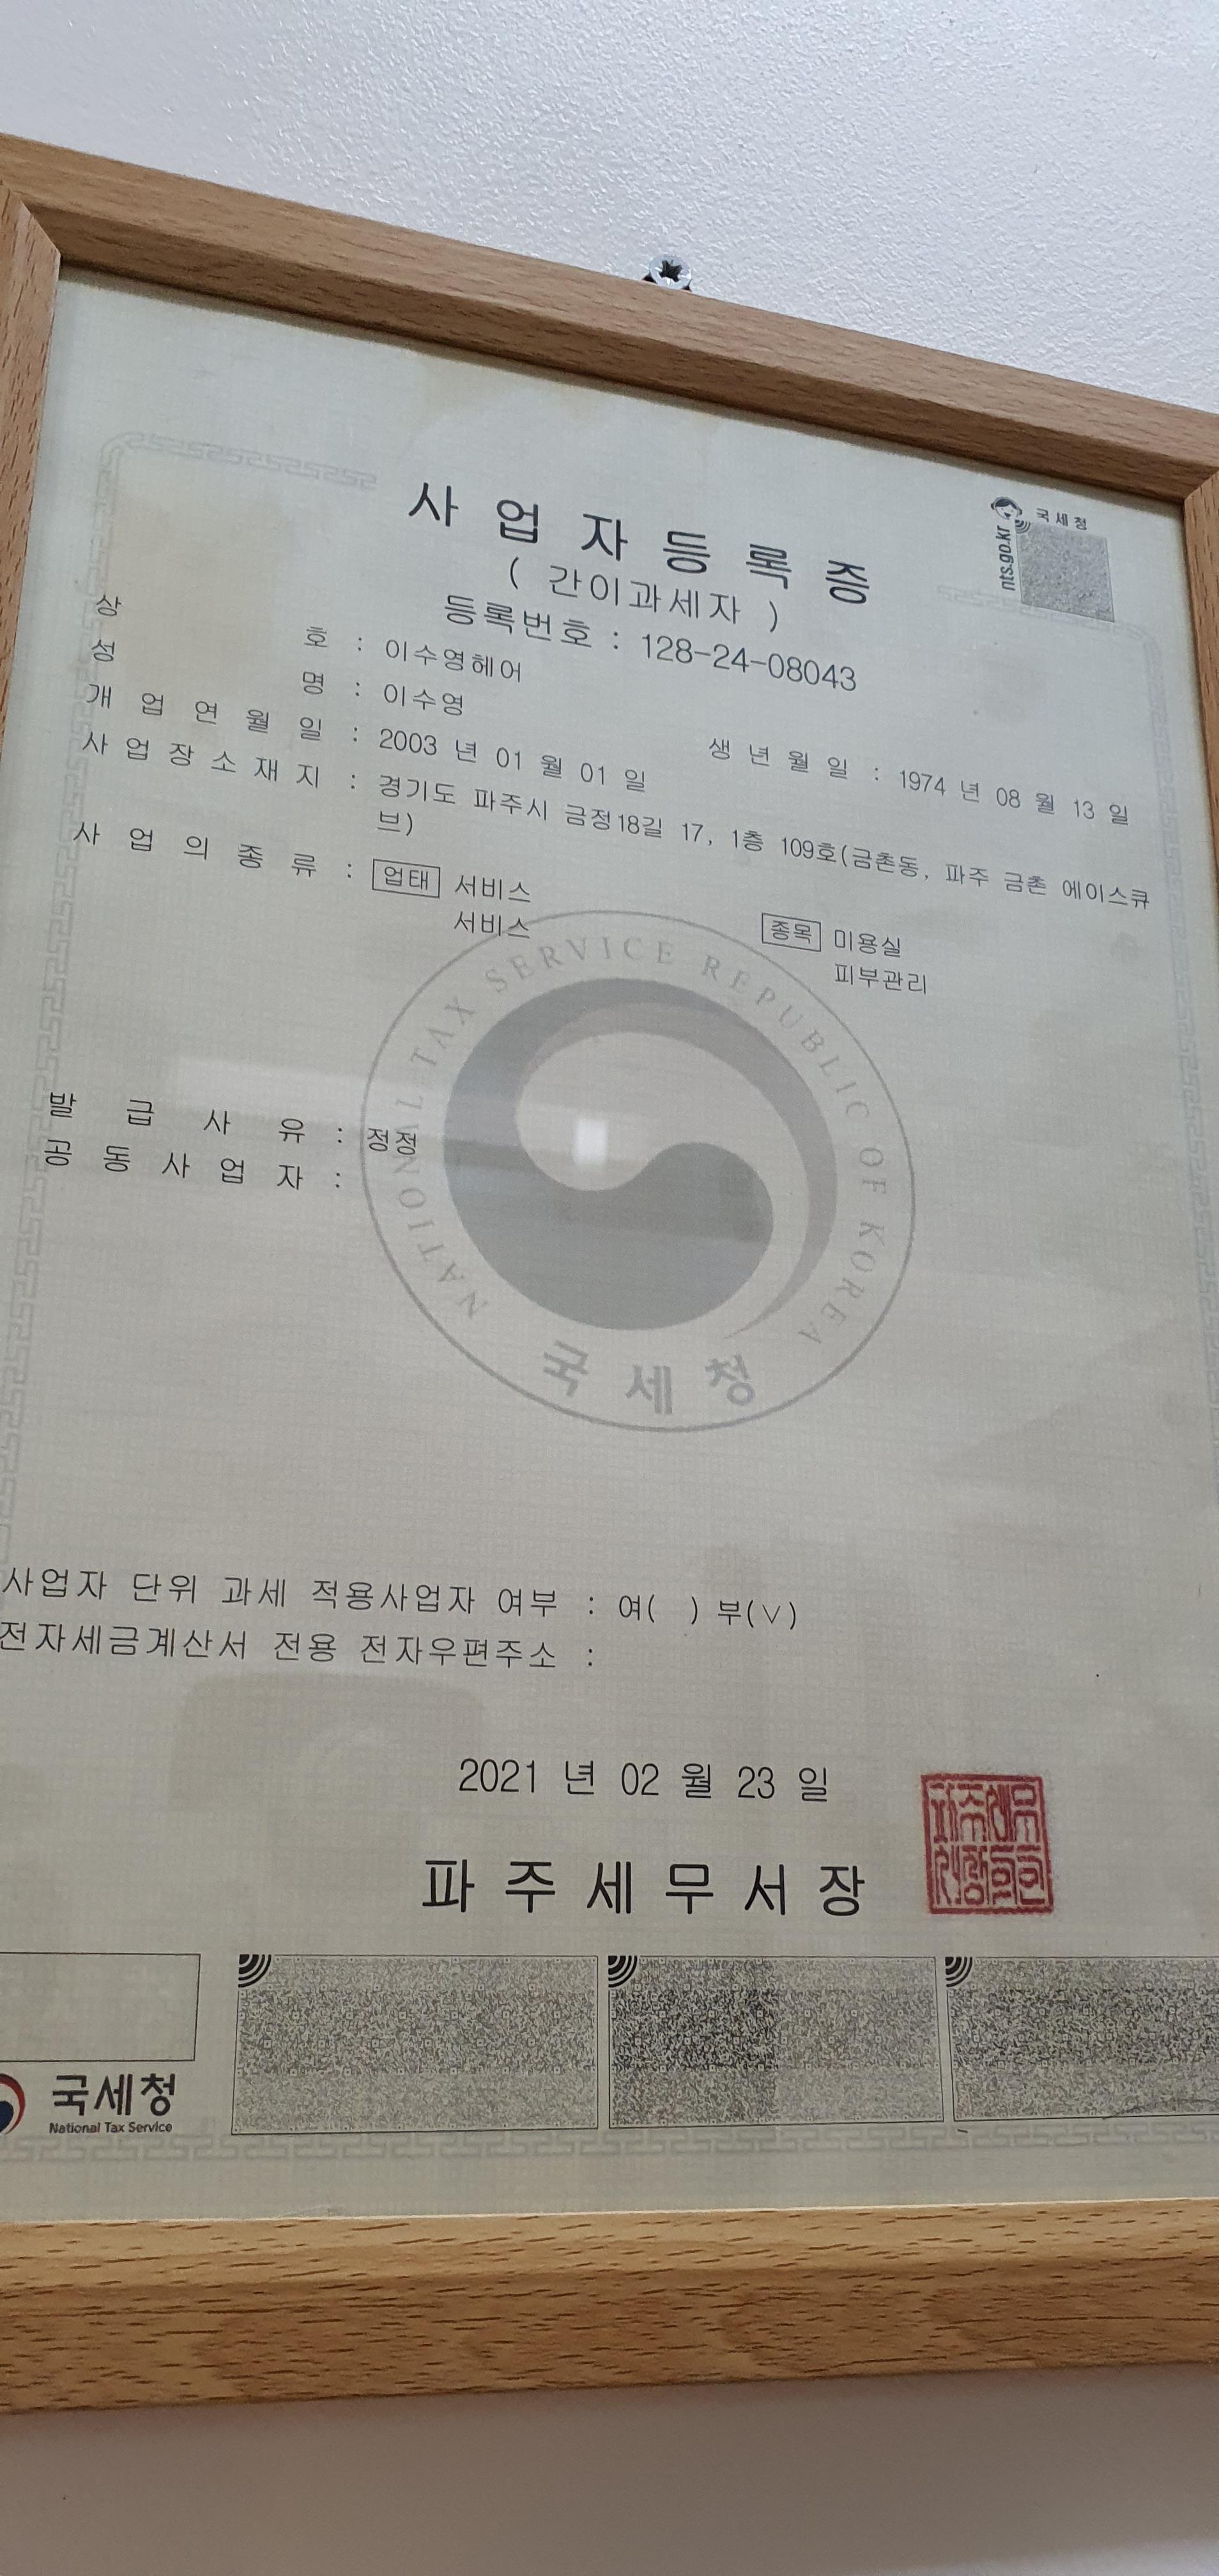 사업자등록증
( 간이과세자 )
등록번호 : 128-24-08043
국세청
nts.go.kr
상 호 : 이수영헤어
성 명 : 이수영
생 년 월 일 : 1974 년 08 월 13 일
개 업 연 월 일 : 2003 년 01 월 01 일
사 업 장 소 재 지 : 경기도 파주시 금정18길 17, 1층 109호(금촌동, 파주 금촌 에이스큐
브)
사 업 의 종 류 : 업태 서비스 종목 미용실
서비스 피부관리
NATIONAL TAX SERVICE REPUBLIC OF KOREA
국세청
발 급 사 유 : 정정
공 동 사 업 자 :
사업자 단위 과세 적용사업자 여부 : 여( ) 부(∨)
전자세금계산서 전용 전자우편주소 :
2021 년 02 월 23 일
파주세무서장
국세청
National Tax Service